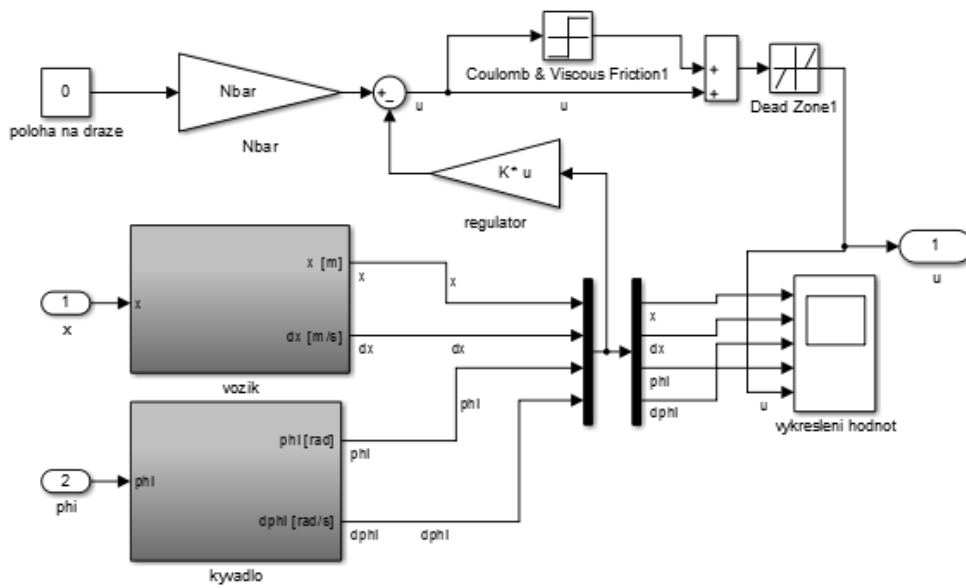 0
poloha na draze
Nbar
Nbar
+
−
u
u
Coulomb & Viscous Friction1
+
+
Dead Zone1
K* u
regulator
1
u
1
x
x
x [m]
x
x
dx [m/s]
dx
dx
vozik
2
phi
phi
phi [rad]
phi
phi
dphi [rad/s]
dphi
dphi
kyvadlo
x
dx
phi
dphi
u
vykresleni hodnot